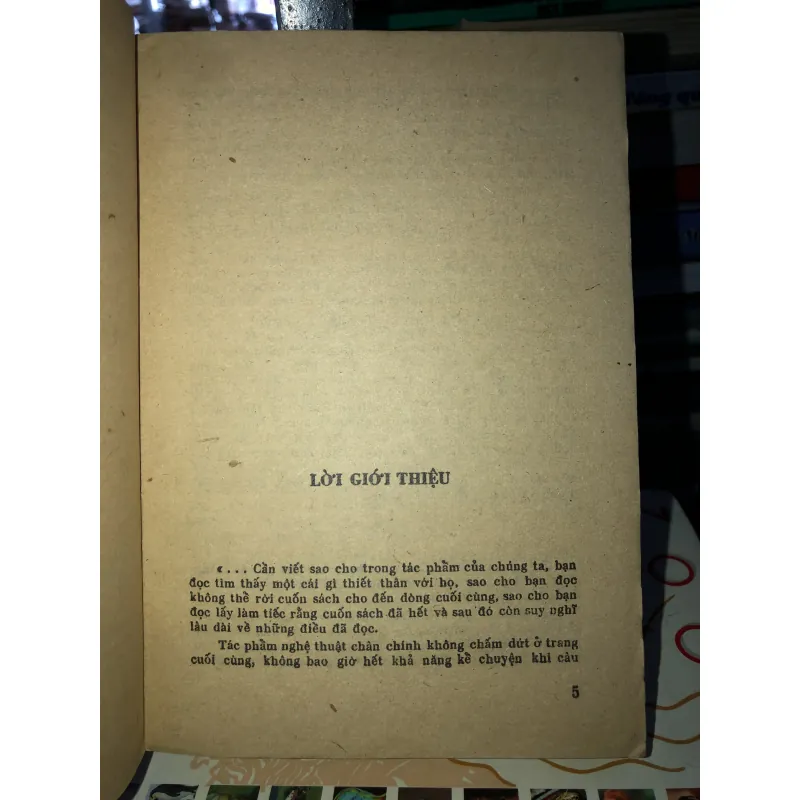 LỜI GIỚI THIỆU
«... Cần viết sao cho trong tác phẩm của chúng ta, bạn
đọc tìm thấy một cái gì thiết thân với họ, sao cho bạn đọc
không thể rời cuốn sách cho đến dòng cuối cùng, sao cho bạn
đọc lấy làm tiếc rằng cuốn sách đã hết và sau đó còn suy nghĩ
lâu dài về những điều đã đọc.
Tác phẩm nghệ thuật chân chính không chấm dứt ở trang
cuối cùng, không bao giờ hết khả năng kể chuyện khi câu
5